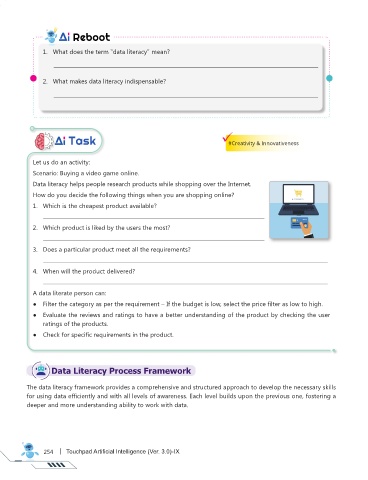 Ai Reboot
1. What does the term "data literacy" mean?
2. What makes data literacy indispensable?
Ai Task
#Creativity & Innovativeness
Let us do an activity:
Scenario: Buying a video game online.
Data literacy helps people research products while shopping over the Internet.
How do you decide the following things when you are shopping online?
1. Which is the cheapest product available?
2. Which product is liked by the users the most?
3. Does a particular product meet all the requirements?
4. When will the product delivered?
A data literate person can:
● Filter the category as per the requirement – If the budget is low, select the price filter as low to high.
● Evaluate the reviews and ratings to have a better understanding of the product by checking the user
ratings of the products.
● Check for specific requirements in the product.
Data Literacy Process Framework
The data literacy framework provides a comprehensive and structured approach to develop the necessary skills
for using data efficiently and with all levels of awareness. Each level builds upon the previous one, fostering a
deeper and more understanding ability to work with data.
254 | Touchpad Artificial Intelligence (Ver. 3.0)-IX